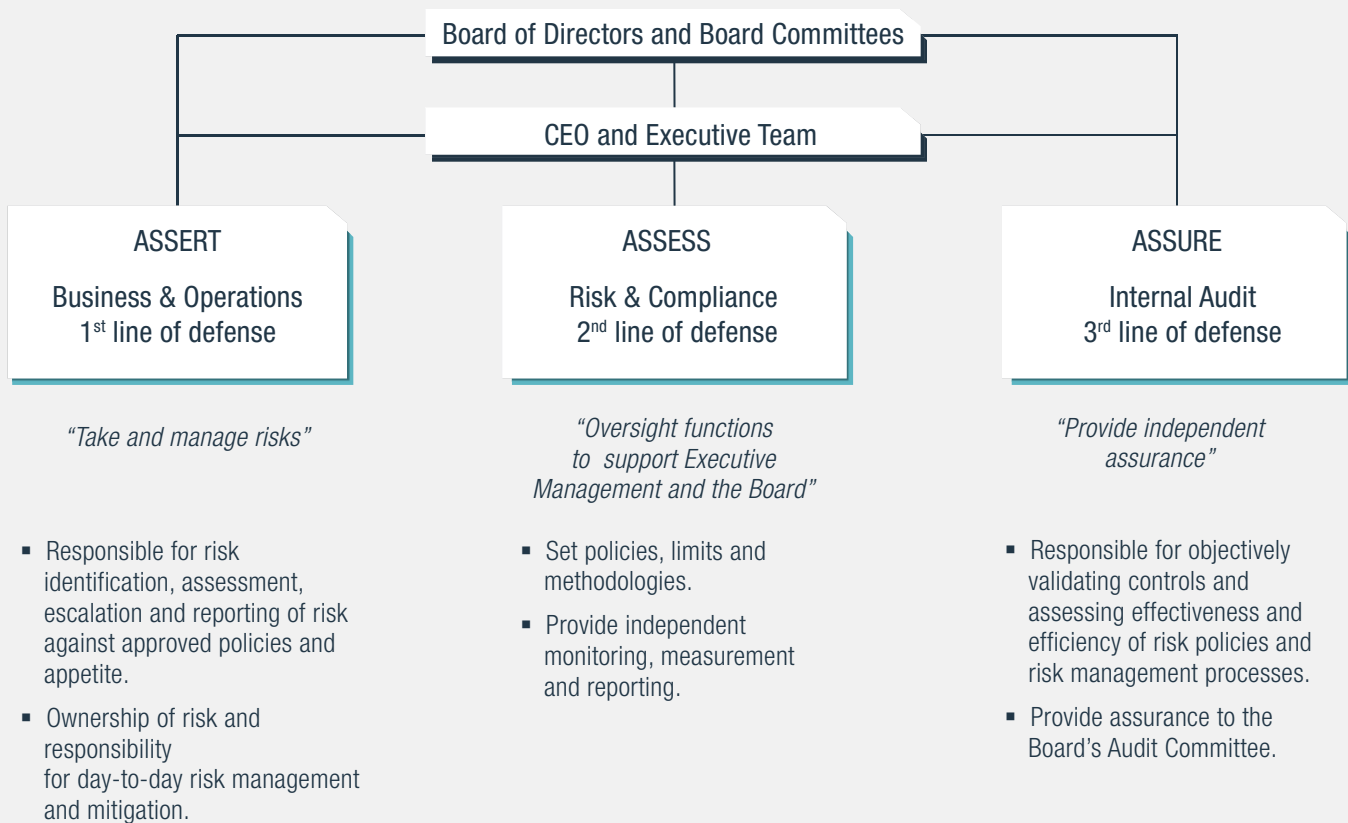 Board of Directors and Board Committees
CEO and Executive Team
ASSERT
Business & Operations
1st line of defense
“Take and manage risks”
▪ Responsible for risk
identification, assessment,
escalation and reporting of risk
against approved policies and
appetite.
▪ Ownership of risk and
responsibility
for day-to-day risk management
and mitigation.
ASSESS
Risk & Compliance
2nd line of defense
“Oversight functions
to support Executive
Management and the Board”
▪ Set policies, limits and
methodologies.
▪ Provide independent
monitoring, measurement
and reporting.
ASSURE
Internal Audit
3rd line of defense
“Provide independent
assurance”
▪ Responsible for objectively
validating controls and
assessing effectiveness and
efficiency of risk policies and
risk management processes.
▪ Provide assurance to the
Board’s Audit Committee.